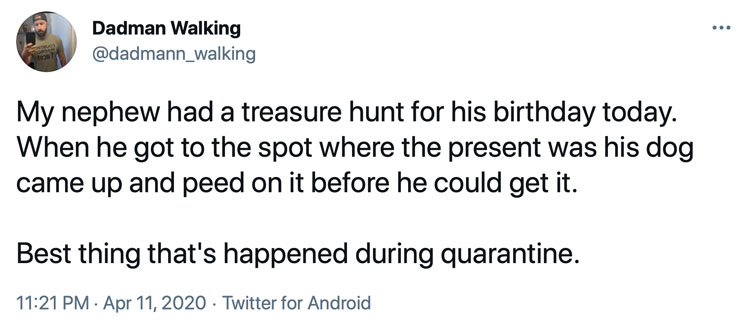 Dadman Walking
@dadmann_walking
My nephew had a treasure hunt for his birthday today.
When he got to the spot where the present was his dog
came up and peed on it before he could get it.
Best thing that's happened during quarantine.
11:21 PM · Apr 11, 2020 · Twitter for Android